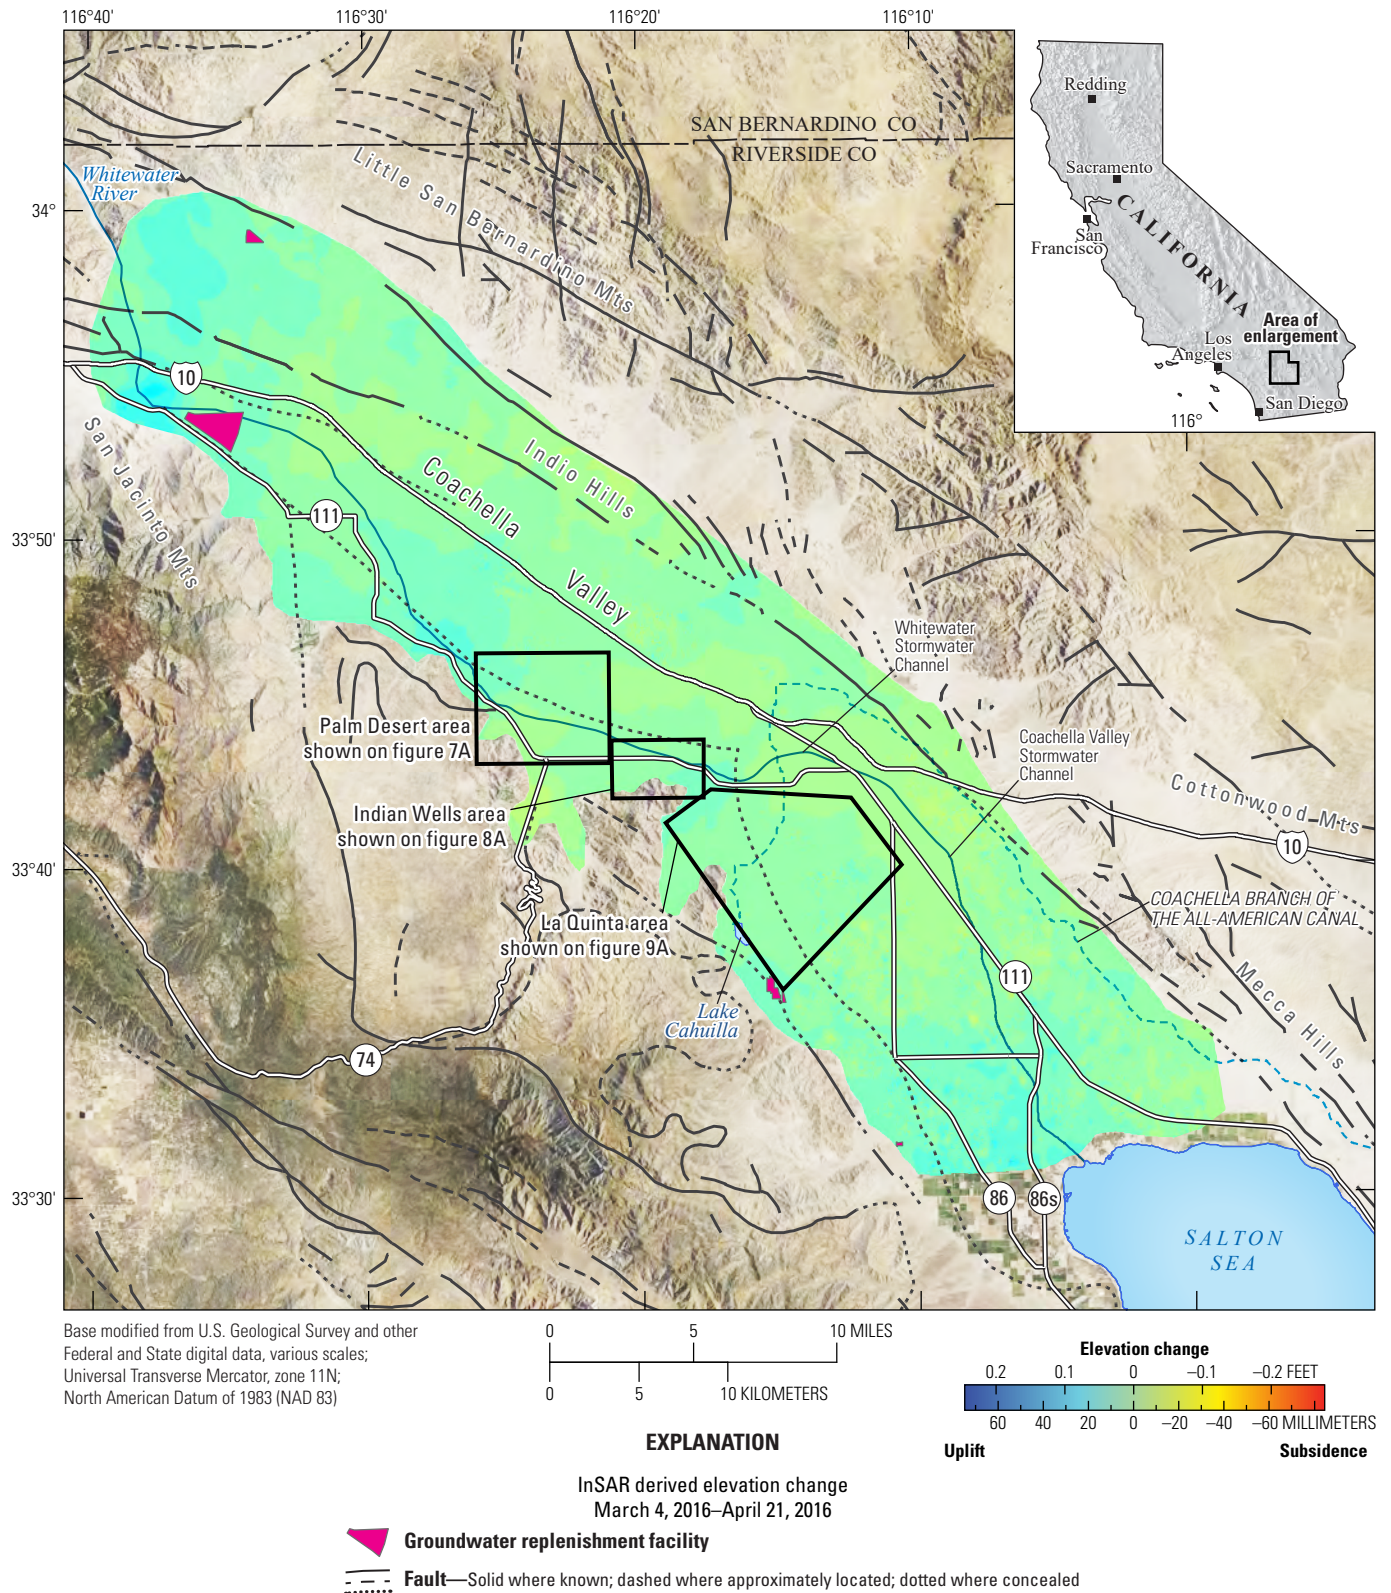 116°40'
116°30'
116°20'
116°10'
34°
33°50'
33°40'
33°30'
SAN BERNARDINO CO
RIVERSIDE CO
Whitewater
River
Little San Bernardino Mts
10
San Jacinto Mts
111
Coachella
Valley
Indio Hills
Whitewater
Stormwater
Channel
Palm Desert area
shown on figure 7A
Indian Wells area
shown on figure 8A
La Quinta area
shown on figure 9A
Coachella Valley
Stormwater
Channel
Cottonwood Mts
10
COACHELLA BRANCH OF
THE ALL-AMERICAN CANAL
111
Mecca Hills
Lake
Cahuilla
74
86
86s
SALTON
SEA
Redding
Sacramento
San
Francisco
CALIFORNIA
Area of
enlargement
Los
Angeles
San Diego
116°
Base modified from U.S. Geological Survey and other
Federal and State digital data, various scales;
Universal Transverse Mercator, zone 11N;
North American Datum of 1983 (NAD 83)
0 5 10 MILES
0 5 10 KILOMETERS
Elevation change
0.2 0.1 0 –0.1 –0.2 FEET
60 40 20 0 –20 –40 –60 MILLIMETERS
Uplift Subsidence
EXPLANATION
InSAR derived elevation change
March 4, 2016–April 21, 2016
Groundwater replenishment facility
Fault—Solid where known; dashed where approximately located; dotted where concealed